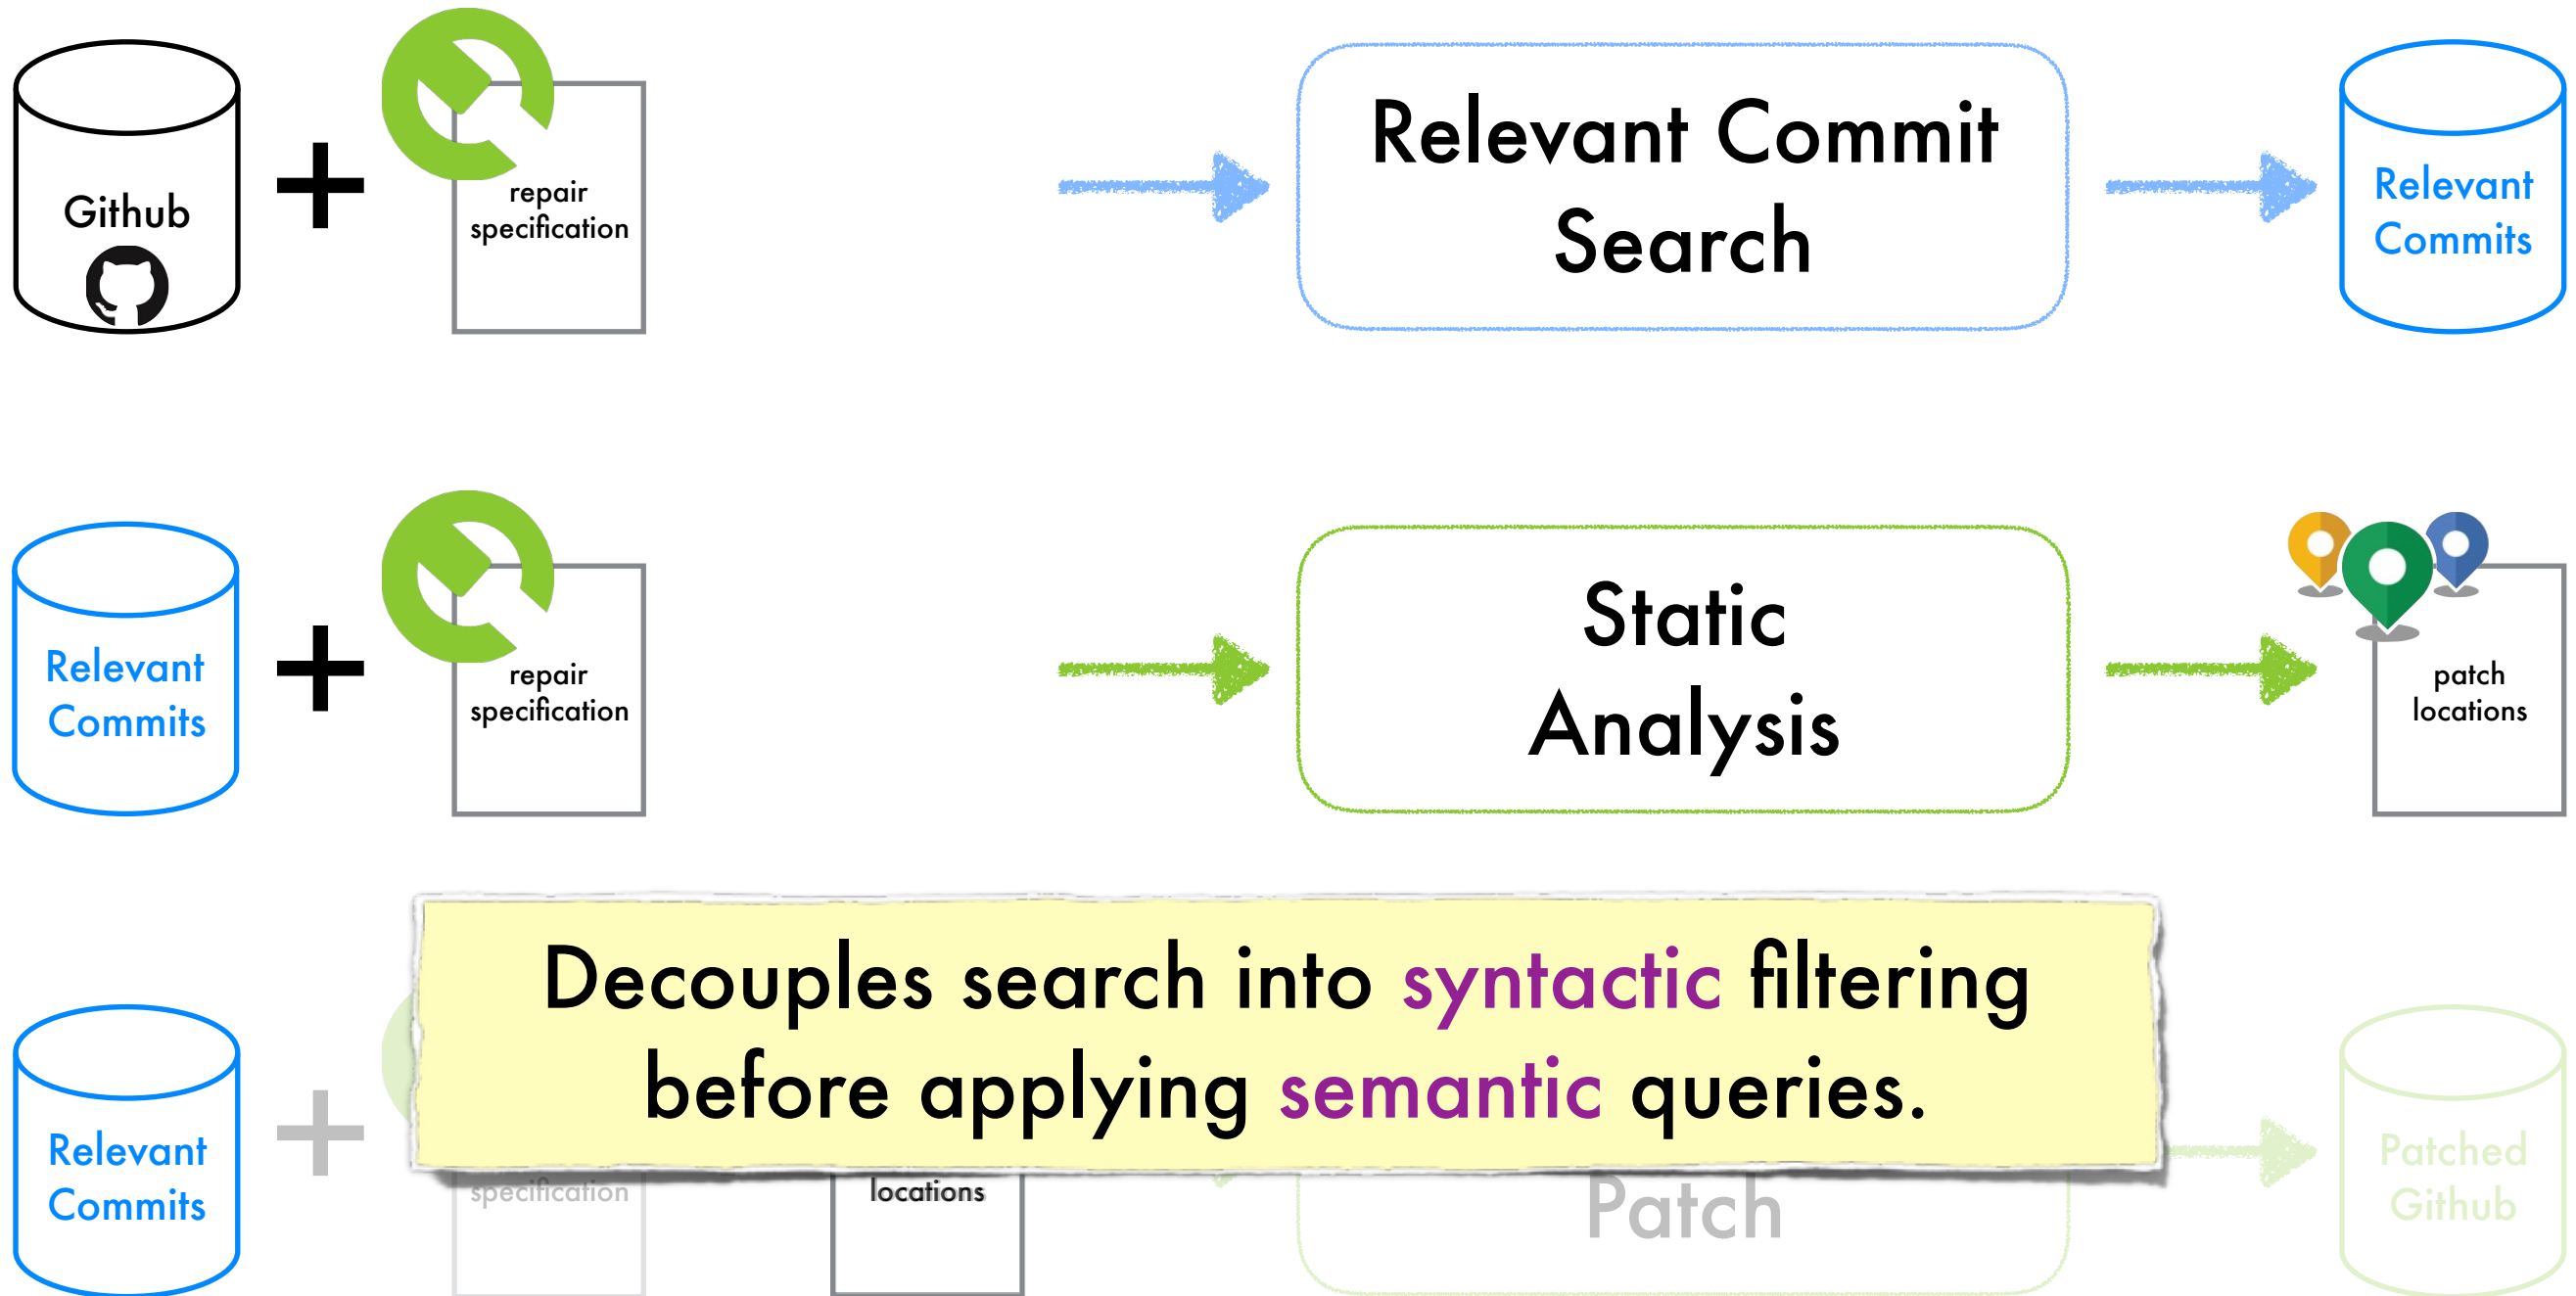 Github
repair
specification
Relevant Commit
Search
Relevant
Commits
Relevant
Commits
repair
specification
Static
Analysis
patch
locations
Decouples search into syntactic filtering
before applying semantic queries.
Relevant
Commits
specification
locations
Patch
Patched
Github